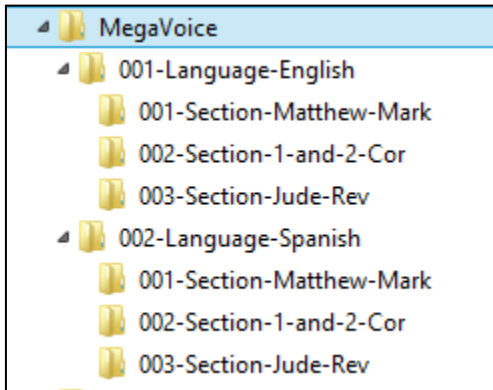 MegaVoice
001-Language-English
001-Section-Matthew-Mark
002-Section-1-and-2-Cor
003-Section-Jude-Rev
002-Language-Spanish
001-Section-Matthew-Mark
002-Section-1-and-2-Cor
003-Section-Jude-Rev